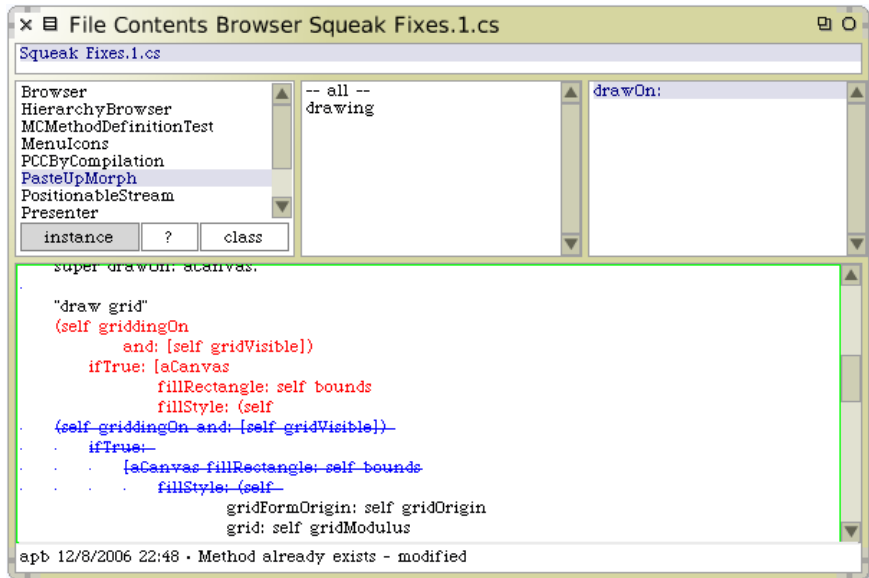 File Contents Browser Squeak Fixes.1.cs
Squeak Fixes.1.cs
Browser
HierarchyBrowser
MCMethodDefinitionTest
MenuIcons
PCCByCompilation
PasteUpMorph
PositionableStream
Presenter
instance ? class
-- all --
drawing
drawOn:
super drawOn: aCanvas.
"draw grid"
(self griddingOn
and: [self gridVisible])
ifTrue: [aCanvas
fillRectangle: self bounds
fillStyle: (self
(self griddingOn and: [self gridVisible])
ifTrue:
[aCanvas fillRectangle: self bounds
fillStyle: (self
gridFormOrigin: self gridOrigin
grid: self gridModulus
apb 12/8/2006 22:48 · Method already exists - modified